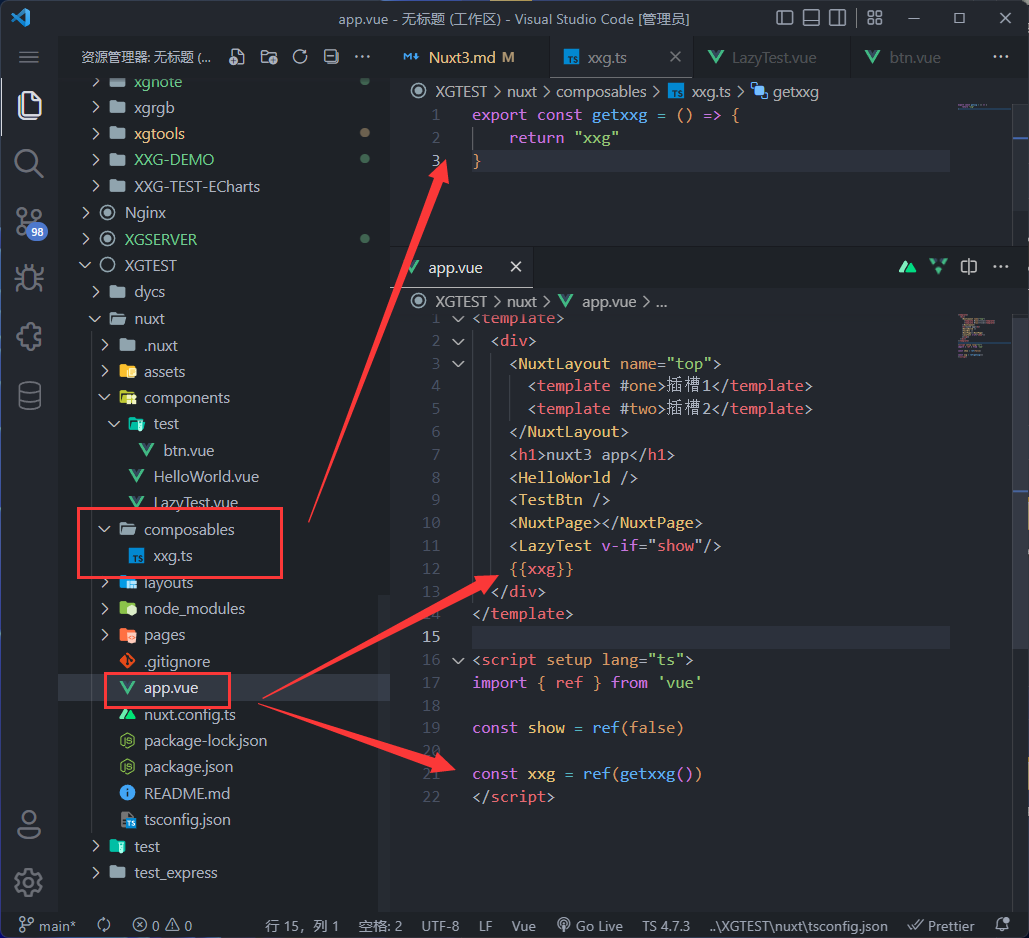 app.vue - 无标题 (工作区) - Visual Studio Code [管理员]
资源管理器: 无标题 (...
Nuxt3.md M
xxg.ts
LazyTest.vue
btn.vue
xgnote
xgrgb
xgtools
XXG-DEMO
XXG-TEST-ECharts
Nginx
XGSERVER
XGTEST
dycs
nuxt
.nuxt
assets
components
test
btn.vue
HelloWorld.vue
LazyTest.vue
composables
xxg.ts
layouts
node_modules
pages
.gitignore
app.vue
nuxt.config.ts
package-lock.json
package.json
README.md
tsconfig.json
test
test_express
98
XGTEST > nuxt > composables > TS xxg.ts > getxxg
1 export const getxxg = () => {
2 return "xxg"
3 }
app.vue
XGTEST > nuxt > app.vue > ...
1 <template>
2 <div>
3 <NuxtLayout name="top">
4 <template #one>插槽1</template>
5 <template #two>插槽2</template>
6 </NuxtLayout>
7 <h1>nuxt3 app</h1>
8 <HelloWorld />
9 <TestBtn />
10 <NuxtPage></NuxtPage>
11 <LazyTest v-if="show"/>
12 {{xxg}}
13 </div>
14 </template>
15
16 <script setup lang="ts">
17 import { ref } from 'vue'
18
19 const show = ref(false)
20
21 const xxg = ref(getxxg())
22 </script>
main* 0 0 行 15，列 1 空格: 2 UTF-8 LF Vue Go Live TS 4.7.3 ..\XGTEST\nuxt\tsconfig.json Prettier